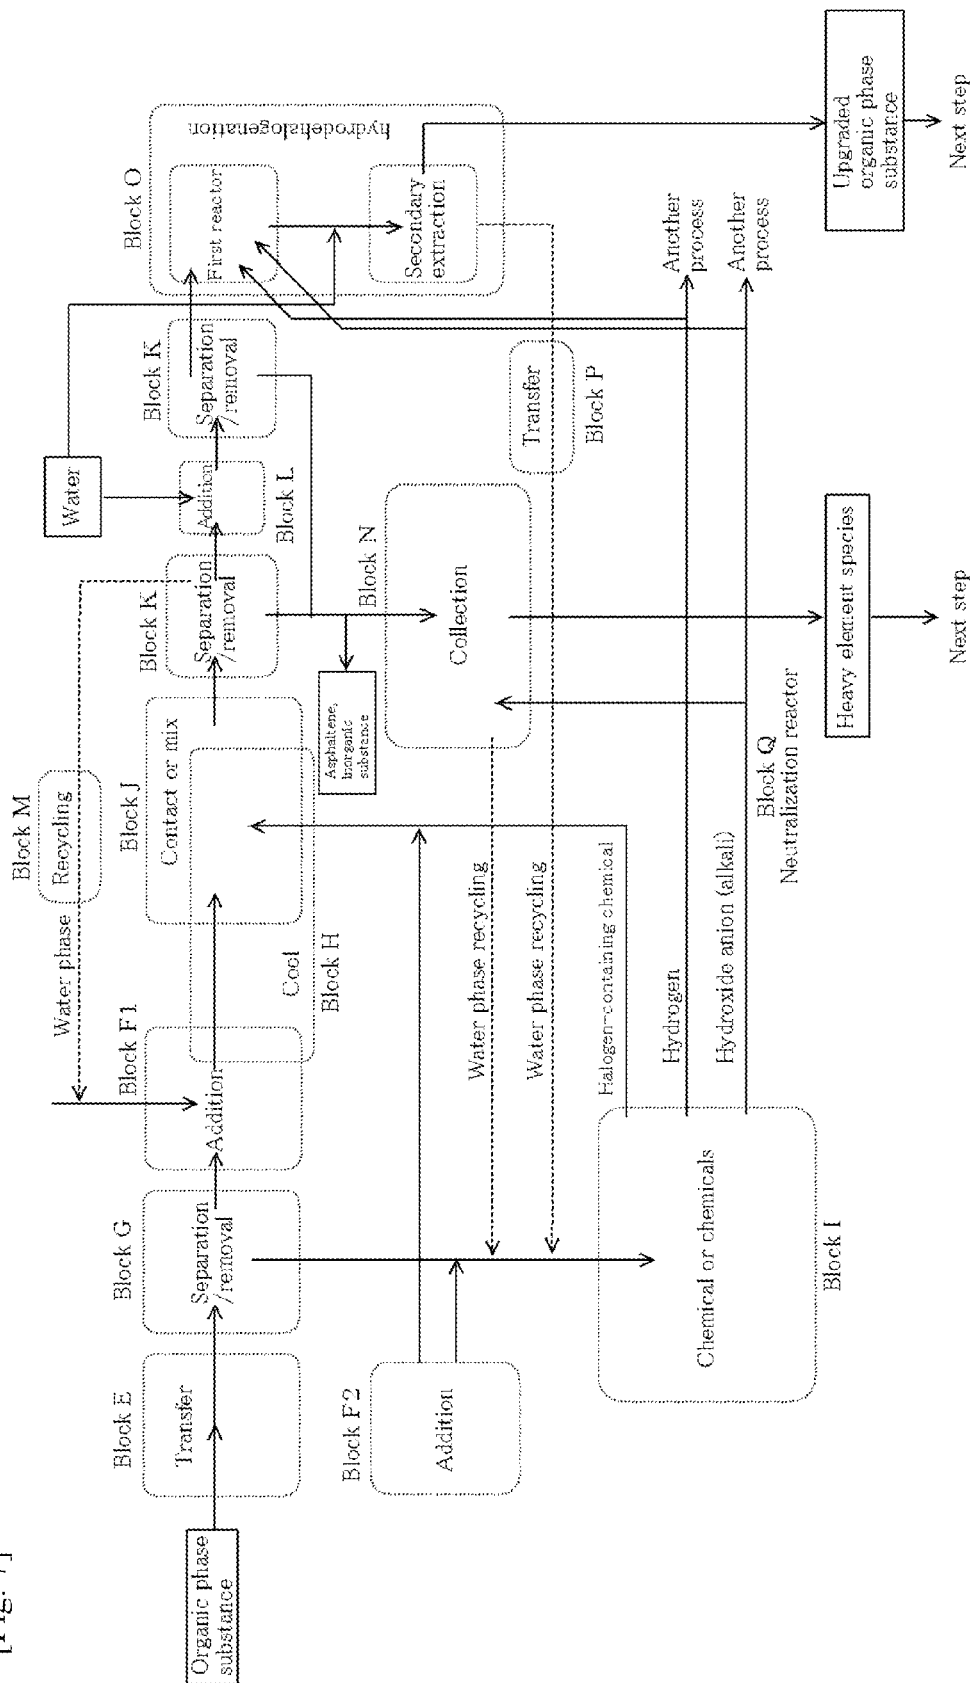 [Fig. 7]
Organic phase
substance
Block E
Transfer
Block G
Separation
/removal
Block F1
Addition
Water phase
Block M
Recycling
Cool
Block H
Block J
Contact or mix
Block K
Separation
/removal
Water
Addition
Block L
Block K
Separation
/removal
Block O
First reactor
hydrodehalogenation
Secondary
extraction
Block F2
Addition
Asphaltene,
Inorganic
substance
Block N
Collection
Transfer
Block P
Water phase recycling
Water phase recycling
Halogen-containing chemical
Hydrogen
Hydroxide anion (alkali)
Block Q
Neutralization reactor
Chemical or chemicals
Block I
Another
process
Another
process
Heavy element species
Next step
Upgraded
organic phase
substance
Next step